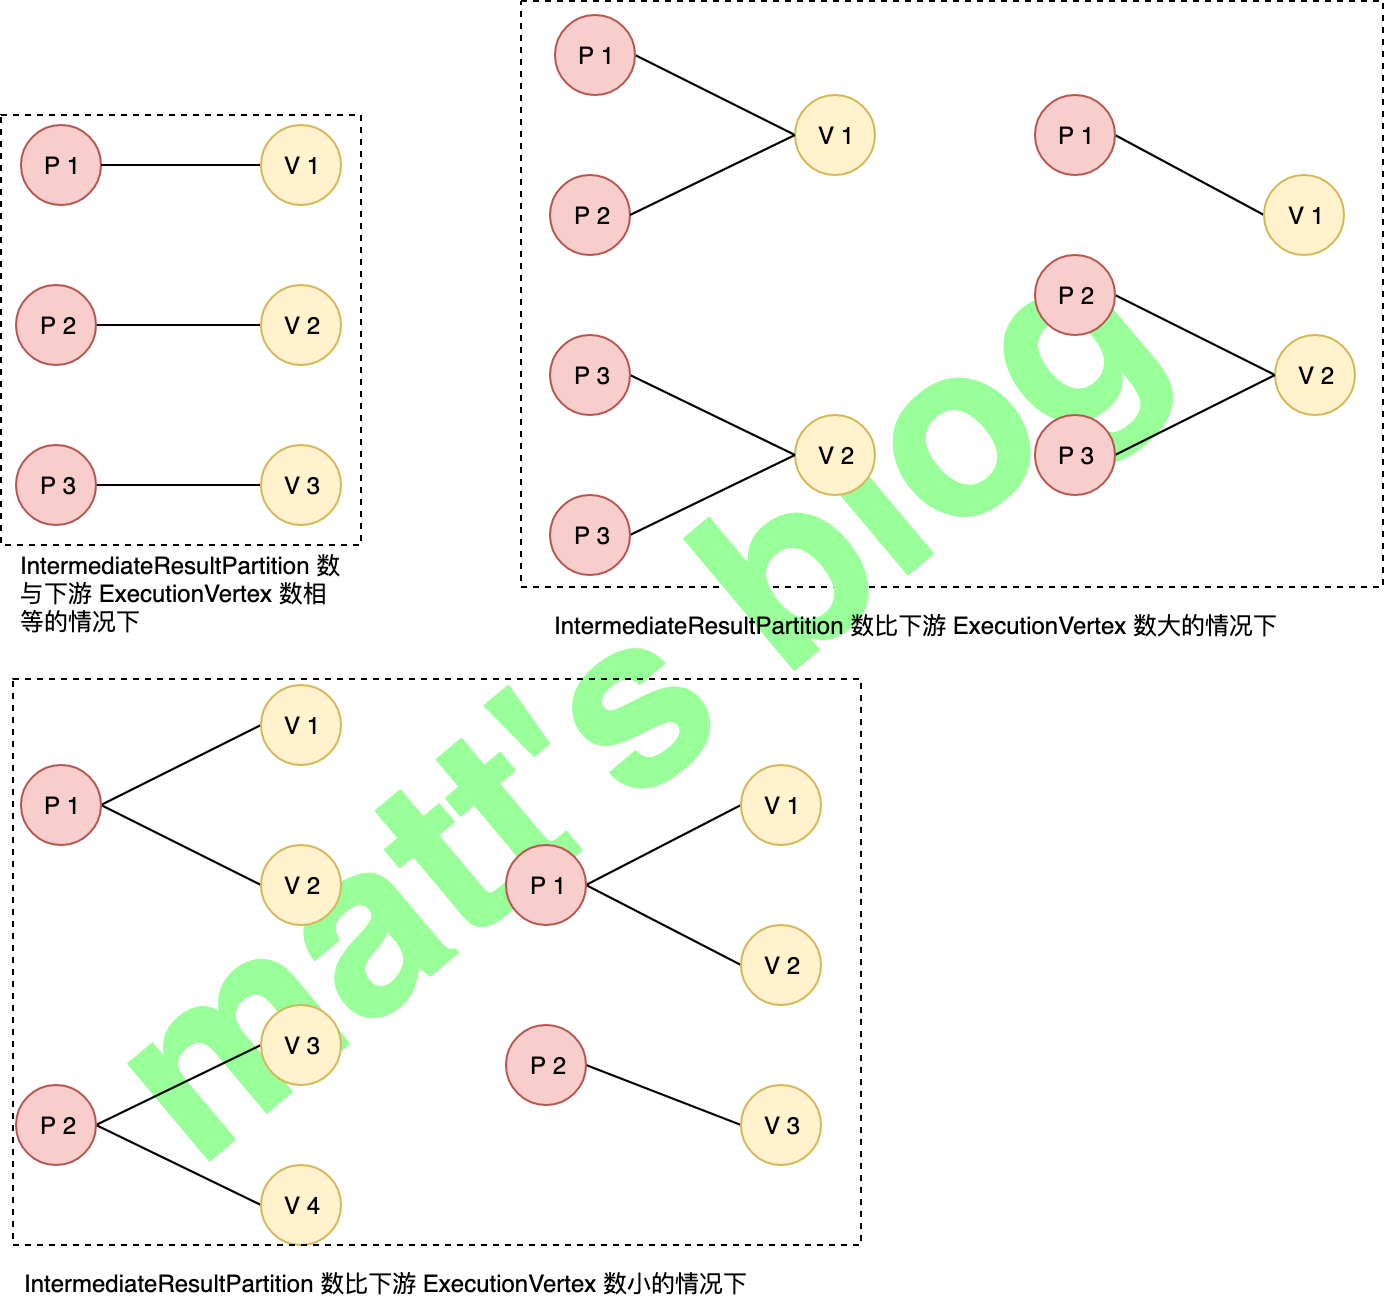 P 1
V 1
P 2
V 2
P 3
V 3
IntermediateResultPartition 数
与下游 ExecutionVertex 数相
等的情况下
P 1
V 1
P 2
P 3
V 2
P 3
P 1
V 1
P 2
V 2
P 3
IntermediateResultPartition 数比下游 ExecutionVertex 数大的情况下
V 1
P 1
V 2
V 3
P 2
V 4
V 1
P 1
V 2
P 2
V 3
IntermediateResultPartition 数比下游 ExecutionVertex 数小的情况下
matt's blog